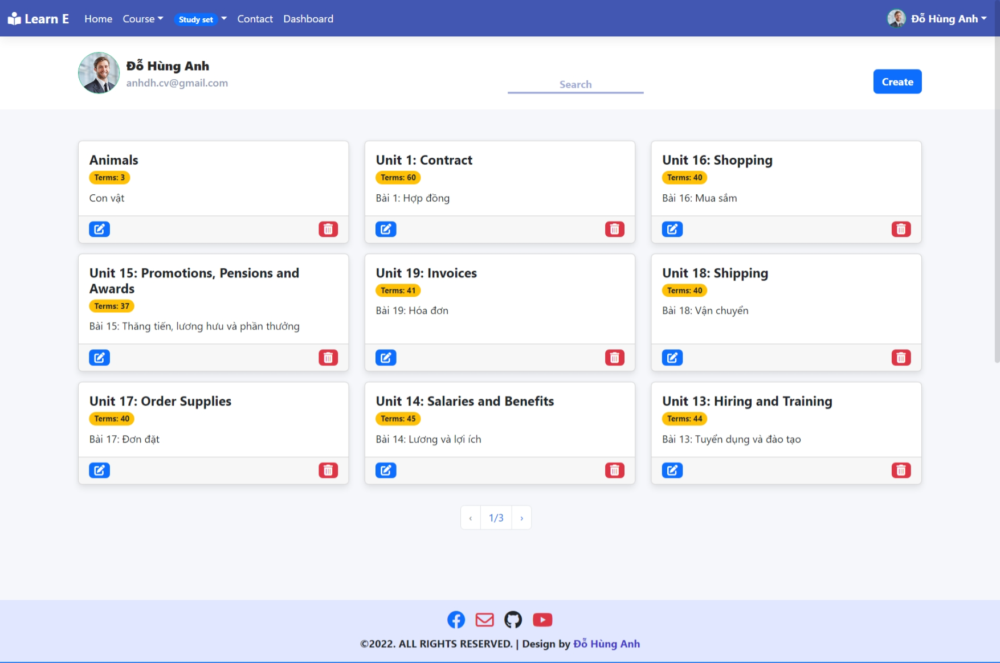 Learn E Home Course Study set Contact Dashboard Đỗ Hùng Anh
Đỗ Hùng Anh
anhdh.cv@gmail.com
Search
Create
Animals
Terms: 3
Con vật
Unit 1: Contract
Terms: 60
Bài 1: Hợp đồng
Unit 16: Shopping
Terms: 40
Bài 16: Mua sắm
Unit 15: Promotions, Pensions and
Awards
Terms: 37
Bài 15: Thăng tiến, lương hưu và phần thưởng
Unit 19: Invoices
Terms: 41
Bài 19: Hóa đơn
Unit 18: Shipping
Terms: 40
Bài 18: Vận chuyển
Unit 17: Order Supplies
Terms: 40
Bài 17: Đơn đặt
Unit 14: Salaries and Benefits
Terms: 45
Bài 14: Lương và lợi ích
Unit 13: Hiring and Training
Terms: 44
Bài 13: Tuyển dụng và đào tạo
‹ 1/3 ›
©2022. ALL RIGHTS RESERVED. | Design by Đỗ Hùng Anh